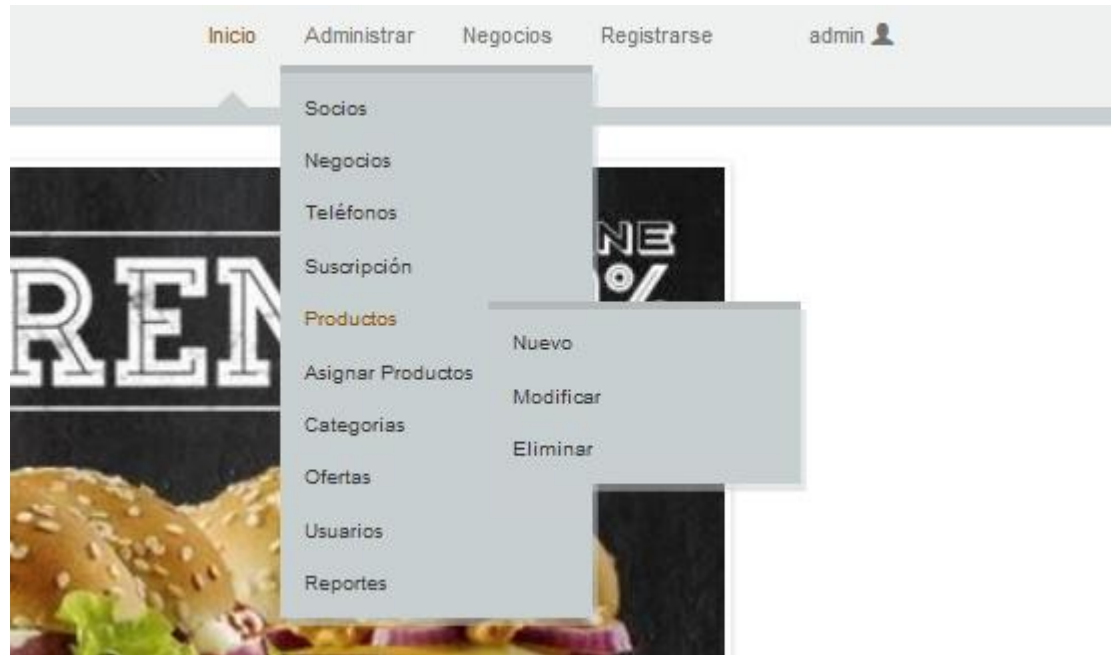 Inicio Administrar Negocios Registrarse admin
Socios
Negocios
Teléfonos
Suscripción
Productos
Asignar Productos
Categorias
Ofertas
Usuarios
Reportes
Nuevo
Modificar
Eliminar